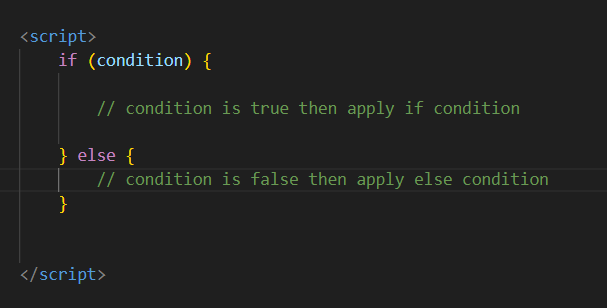 <script>
if (condition) {
// condition is true then apply if condition
} else {
// condition is false then apply else condition
}
</script>